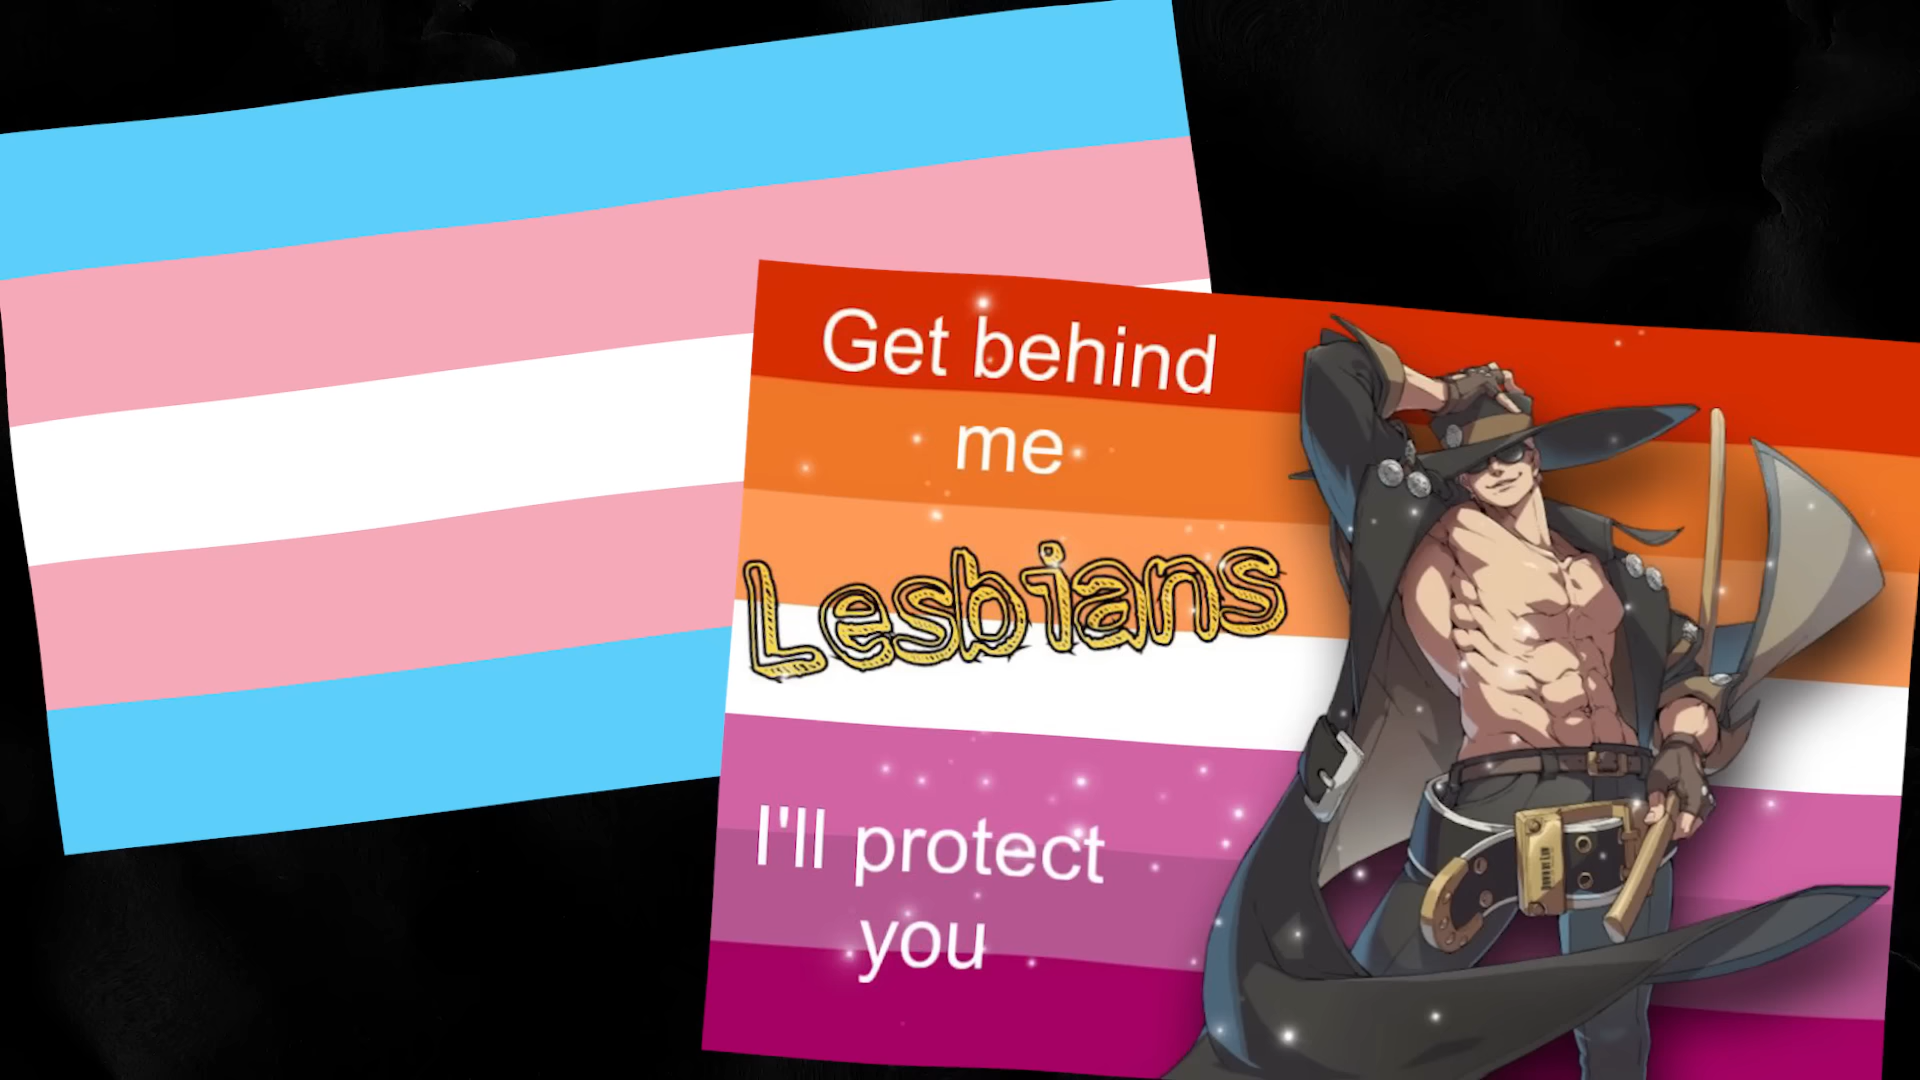 Get behind
me
Lesbians
I'll protect
you